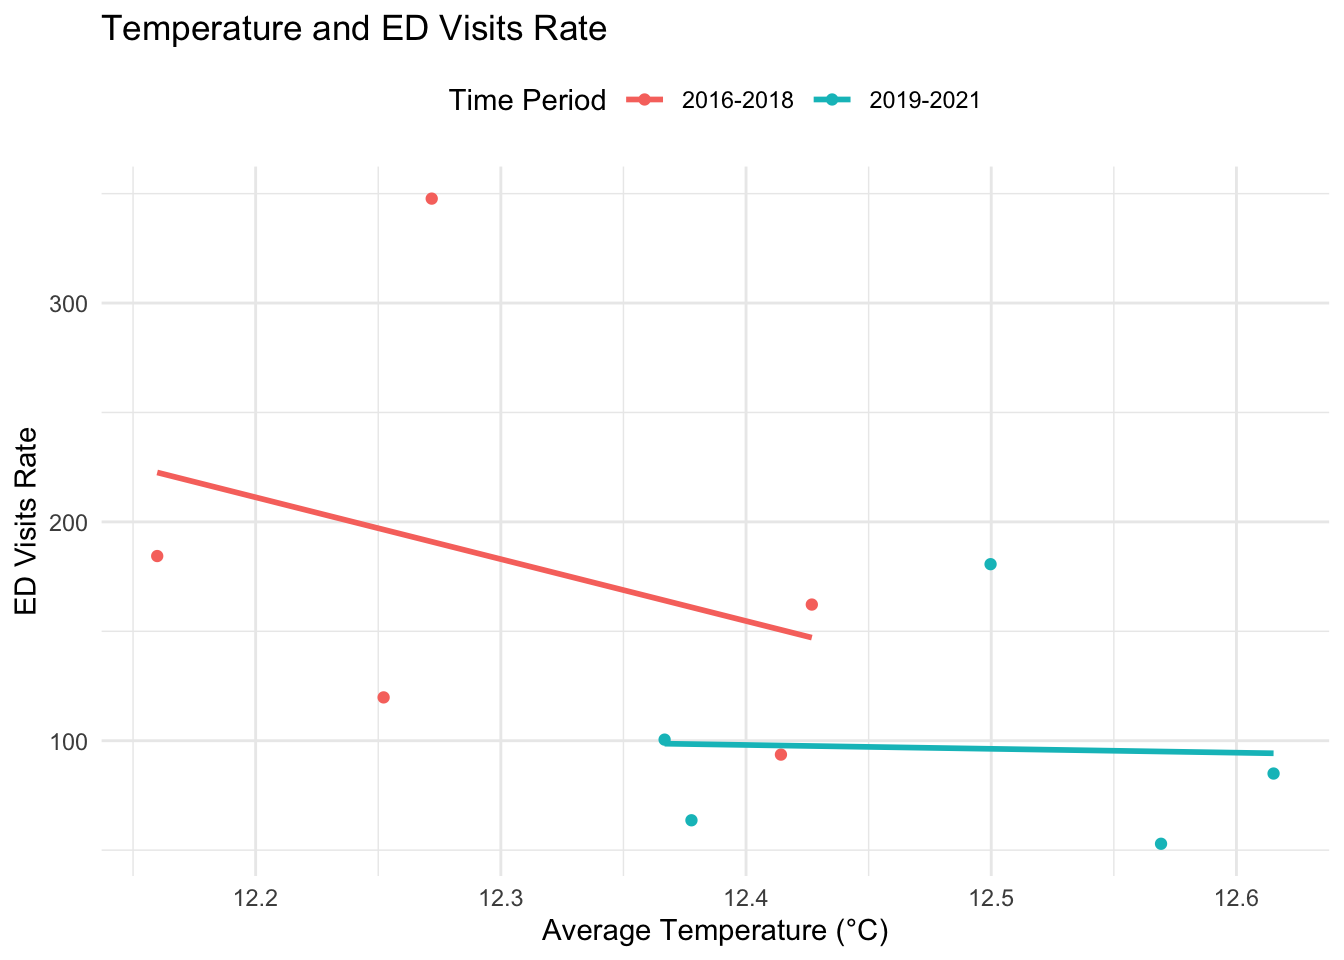 Temperature and ED Visits Rate
Time Period 2016-2018 2019-2021
300
200
100
ED Visits Rate
12.2 12.3 12.4 12.5 12.6
Average Temperature (°C)